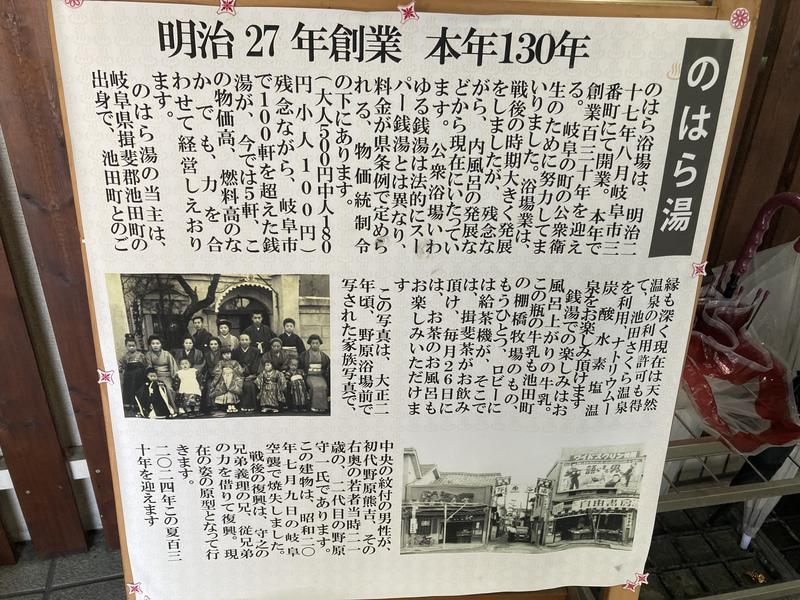 明治27年創業 本年130年
のはら湯
のはら浴場は、明治二
十七年八月岐阜市三
番町にて開業。本年で
創業百三十年を迎え
る。岐阜の町の公衆衛
生のために努力してま
いりました。浴場業は、
戦後の時期大きく発展
をしましたが、残念な
がら、内風呂の発展な
どから現在にいたってい
ます。公衆浴場いわ
ゆる銭湯は法的にスー
パー銭湯とは異なり、
料金が県条例で定めら
れる、物価統制令
の下にあります。
(大人500円中人180
円小人100円)
残念ながら、岐阜市
で100軒を超えた銭
湯が、今では5軒、こ
の物価高、燃料高のな
かでも、力を合
わせて経営しえおり
ます。
のはら湯の当主は、
岐阜県揖斐郡池田町の
出身で、池田町とのご
縁も深く現在は天然
温泉の利用許可も得
て、池田さくら温泉
を利用、ナトリウムー
炭酸水素塩温
泉をお楽しみ頂けます
銭湯での楽しみはお
風呂上がりの牛乳。
この瓶の牛乳も池田町
の棚橋牧場のもの、
もうひとつ、ロビーに
は給茶機が、そこで
は、揖斐茶がお飲み
頂け、毎月26日に
は、お茶のお風呂も
お楽しみいただけま
す
この写真は、大正二
年頃、野原浴場前で
写された家族写真で、
中央の紋付の男性が、
初代野原熊吉、その
右奥の若者当時二一
歳の、二代目の野原
守一氏であります。
この建物は、昭和二〇
年七月九日の岐阜
空襲で焼失しました。
戦後の復興は、守之の
兄弟義理の兄、従兄弟
の力を借りて復興。現
在の姿の原型となって行
きます。
二〇二四年この夏百三
十年を迎えます
ワイドスクリン映画
自由書房